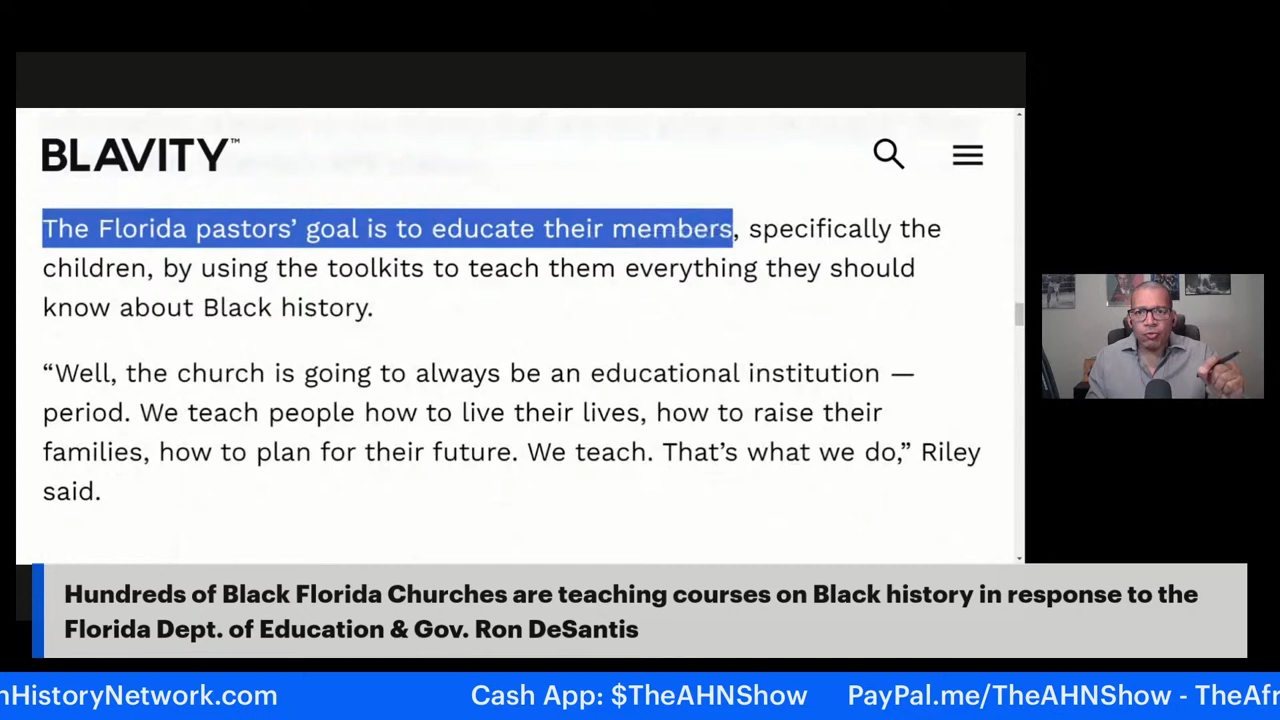 BLAVITY™
The Florida pastors’ goal is to educate their members, specifically the
children, by using the toolkits to teach them everything they should
know about Black history.
“Well, the church is going to always be an educational institution —
period. We teach people how to live their lives, how to raise their
families, how to plan for their future. We teach. That’s what we do,” Riley
said.
Hundreds of Black Florida Churches are teaching courses on Black history in response to the
Florida Dept. of Education & Gov. Ron DeSantis
nHistoryNetwork.com Cash App: $TheAHNShow PayPal.me/TheAHNShow - TheAfr